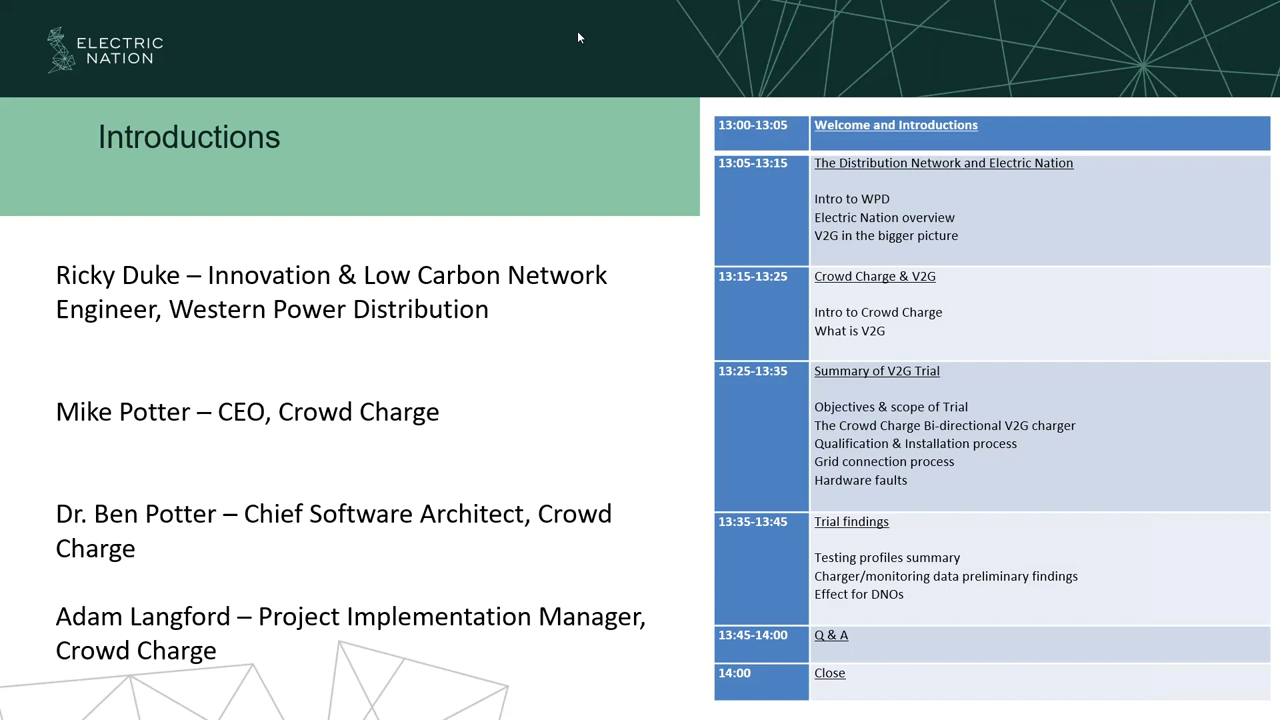 ELECTRIC
NATION
Introductions
Ricky Duke – Innovation & Low Carbon Network
Engineer, Western Power Distribution
Mike Potter – CEO, Crowd Charge
Dr. Ben Potter – Chief Software Architect, Crowd
Charge
Adam Langford – Project Implementation Manager,
Crowd Charge
13:00-13:05 Welcome and Introductions
13:05-13:15 The Distribution Network and Electric Nation
Intro to WPD
Electric Nation overview
V2G in the bigger picture
13:15-13:25 Crowd Charge & V2G
Intro to Crowd Charge
What is V2G
13:25-13:35 Summary of V2G Trial
Objectives & scope of Trial
The Crowd Charge Bi-directional V2G charger
Qualification & Installation process
Grid connection process
Hardware faults
13:35-13:45 Trial findings
Testing profiles summary
Charger/monitoring data preliminary findings
Effect for DNOs
13:45-14:00 Q & A
14:00 Close